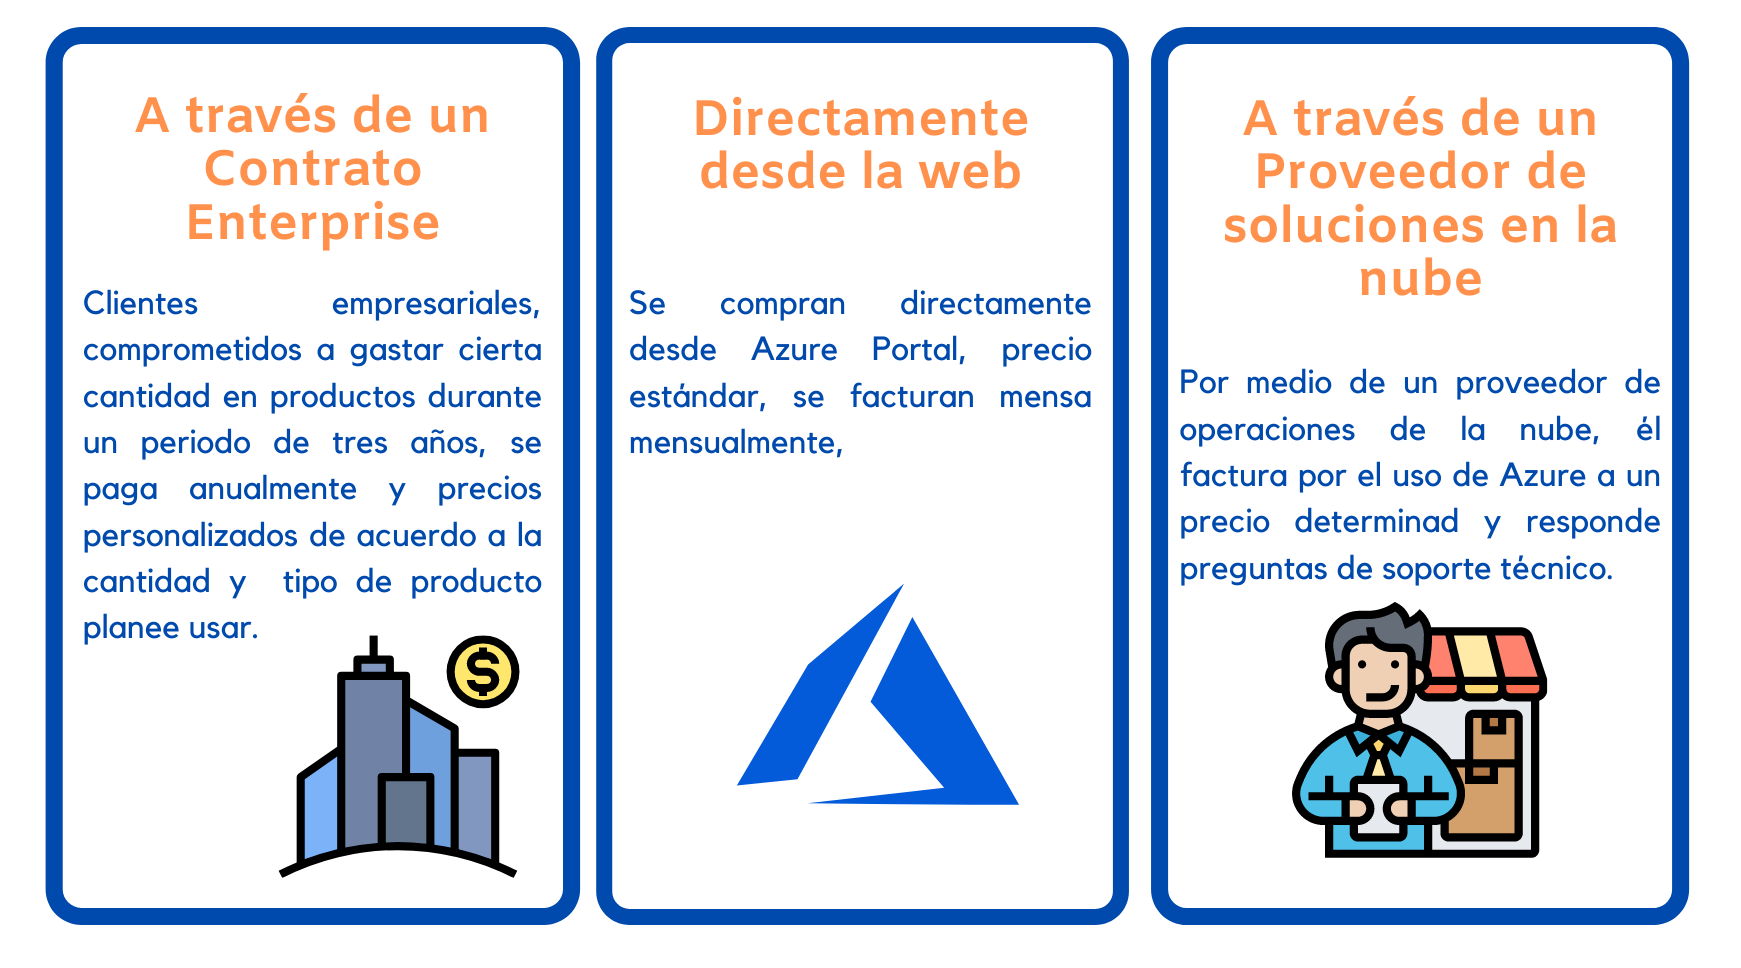 A través de un
Contrato
Enterprise
Clientes empresariales,
comprometidos a gastar cierta
cantidad en productos durante
un periodo de tres años, se
paga anualmente y precios
personalizados de acuerdo a la
cantidad y tipo de producto
planee usar.
Directamente
desde la web
Se compran directamente
desde Azure Portal, precio
estándar, se facturan mensa
mensualmente,
A través de un
Proveedor de
soluciones en la
nube
Por medio de un proveedor de
operaciones de la nube, él
factura por el uso de Azure a un
precio determinad y responde
preguntas de soporte técnico.